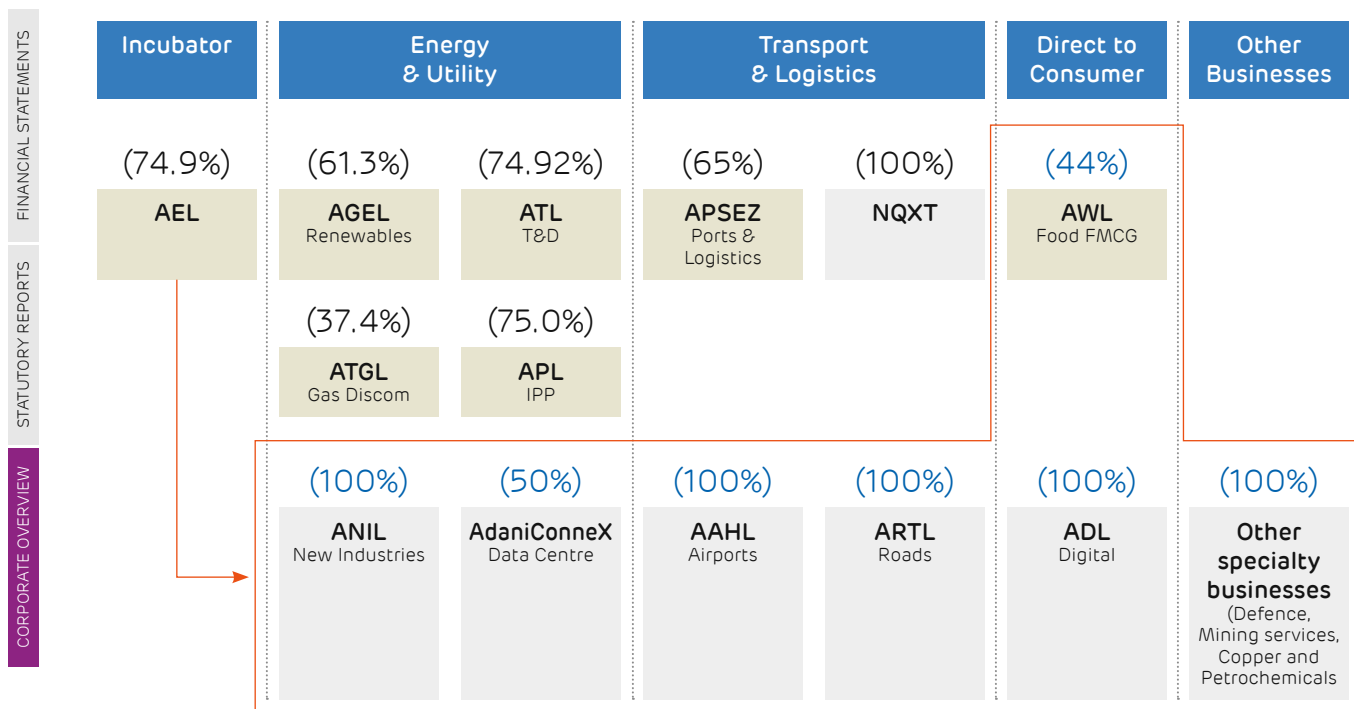 FINANCIAL STATEMENTS
STATUTORY REPORTS
CORPORATE OVERVIEW
Incubator
Energy
& Utility
Transport
& Logistics
Direct to
Consumer
Other
Businesses
(74.9%)
AEL
(61.3%)
AGEL
Renewables
(74.92%)
ATL
T&D
(65%)
APSEZ
Ports &
Logistics
(100%)
NQXT
(44%)
AWL
Food FMCG
(37.4%)
ATGL
Gas Discom
(75.0%)
APL
IPP
(100%)
ANIL
New Industries
(50%)
AdaniConneX
Data Centre
(100%)
AAHL
Airports
(100%)
ARTL
Roads
(100%)
ADL
Digital
(100%)
Other
specialty
businesses
(Defence,
Mining services,
Copper and
Petrochemicals